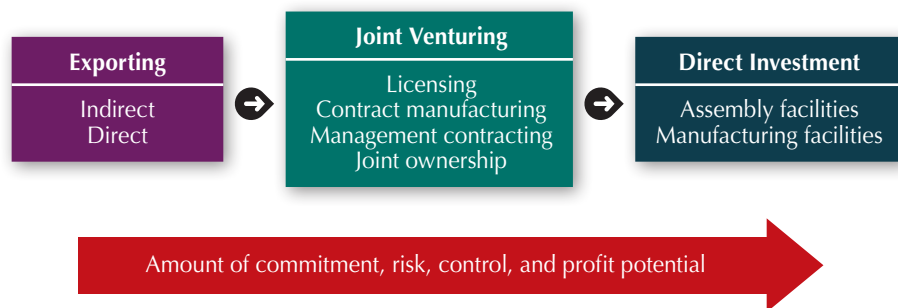 Exporting
Indirect
Direct
Joint Venturing
Licensing
Contract manufacturing
Management contracting
Joint ownership
Direct Investment
Assembly facilities
Manufacturing facilities
Amount of commitment, risk, control, and profit potential